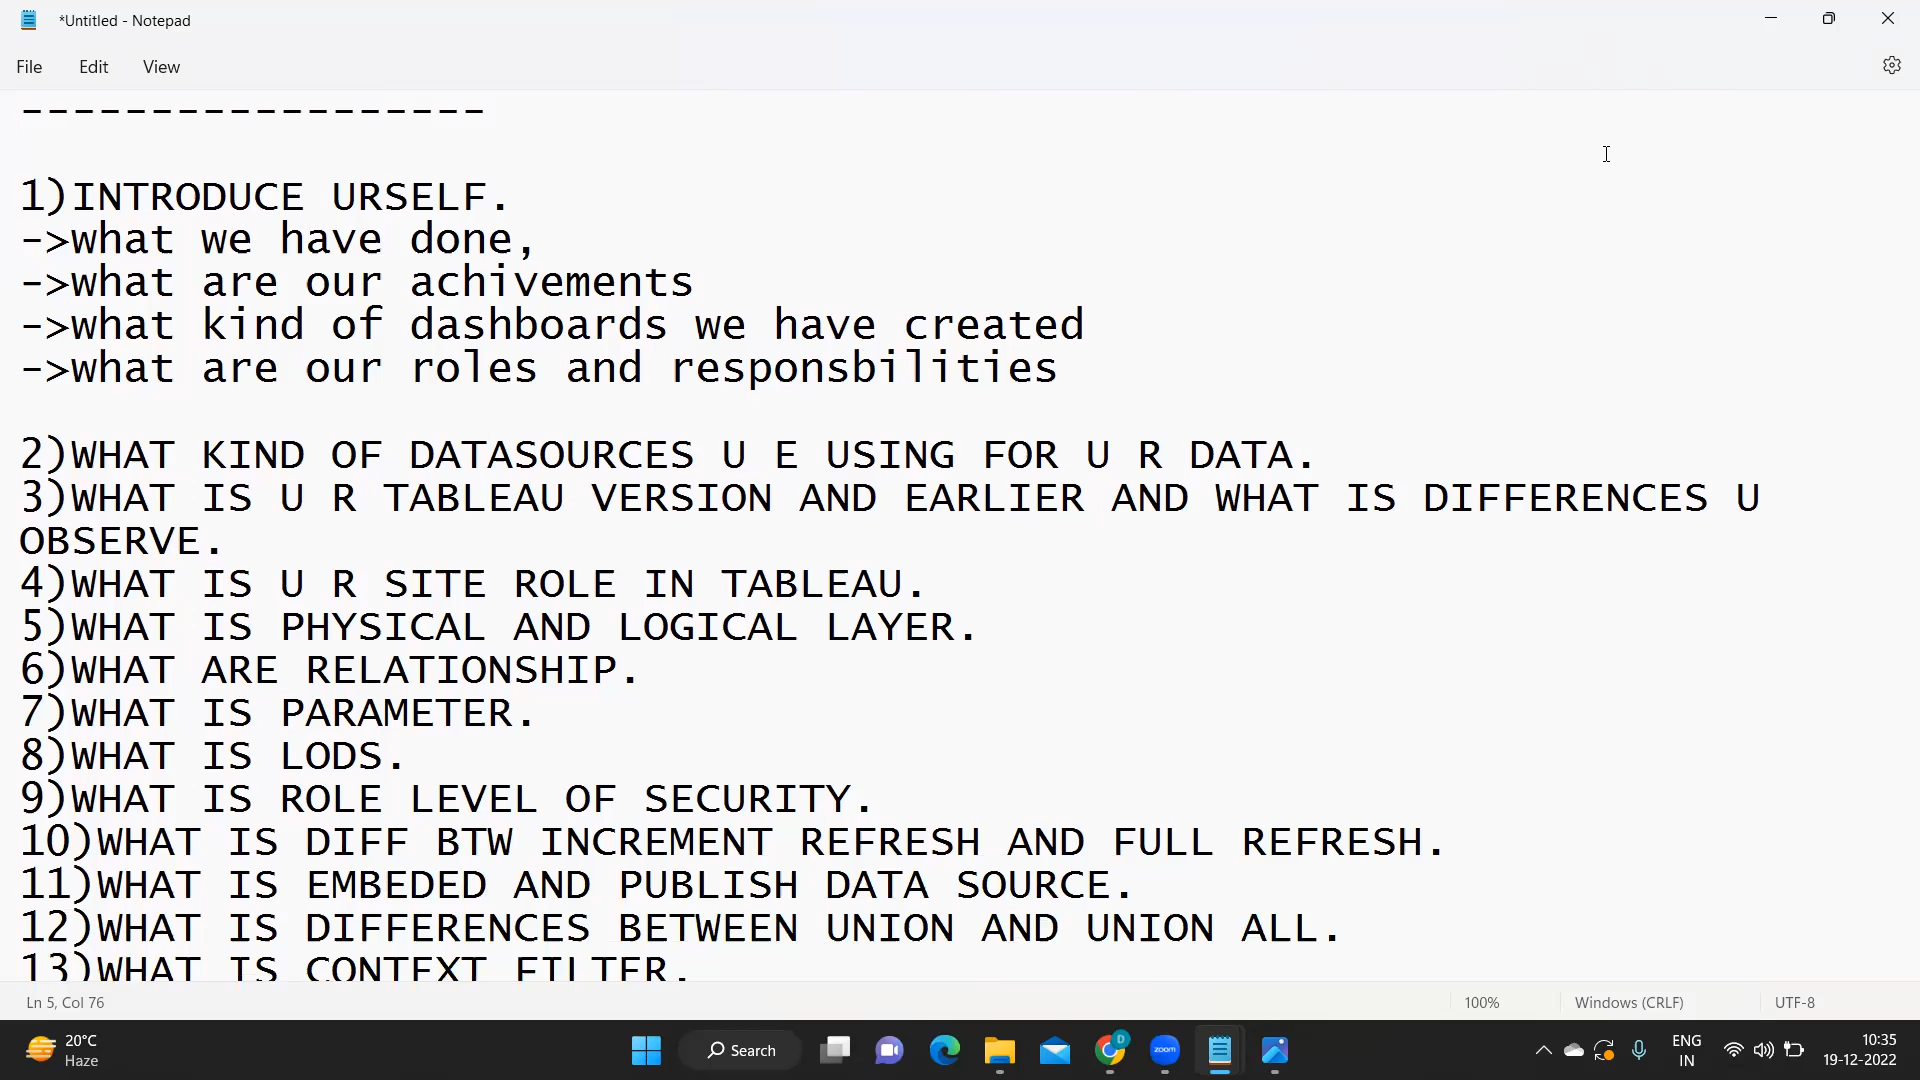 *Untitled - Notepad
File Edit View
------------------
1)INTRODUCE URSELF.
->what we have done,
->what are our achivements
->what kind of dashboards we have created
->what are our roles and responsbilities
2)WHAT KIND OF DATASOURCES U E USING FOR U R DATA.
3)WHAT IS U R TABLEAU VERSION AND EARLIER AND WHAT IS DIFFERENCES U
OBSERVE.
4)WHAT IS U R SITE ROLE IN TABLEAU.
5)WHAT IS PHYSICAL AND LOGICAL LAYER.
6)WHAT ARE RELATIONSHIP.
7)WHAT IS PARAMETER.
8)WHAT IS LODS.
9)WHAT IS ROLE LEVEL OF SECURITY.
10)WHAT IS DIFF BTW INCREMENT REFRESH AND FULL REFRESH.
11)WHAT IS EMBEDED AND PUBLISH DATA SOURCE.
12)WHAT IS DIFFERENCES BETWEEN UNION AND UNION ALL.
13)WHAT IS CONTEXT FILTER.
Ln 5, Col 76 100% Windows (CRLF) UTF-8
20°C
Haze
Search
D
zoom
ENG
IN
10:35
19-12-2022